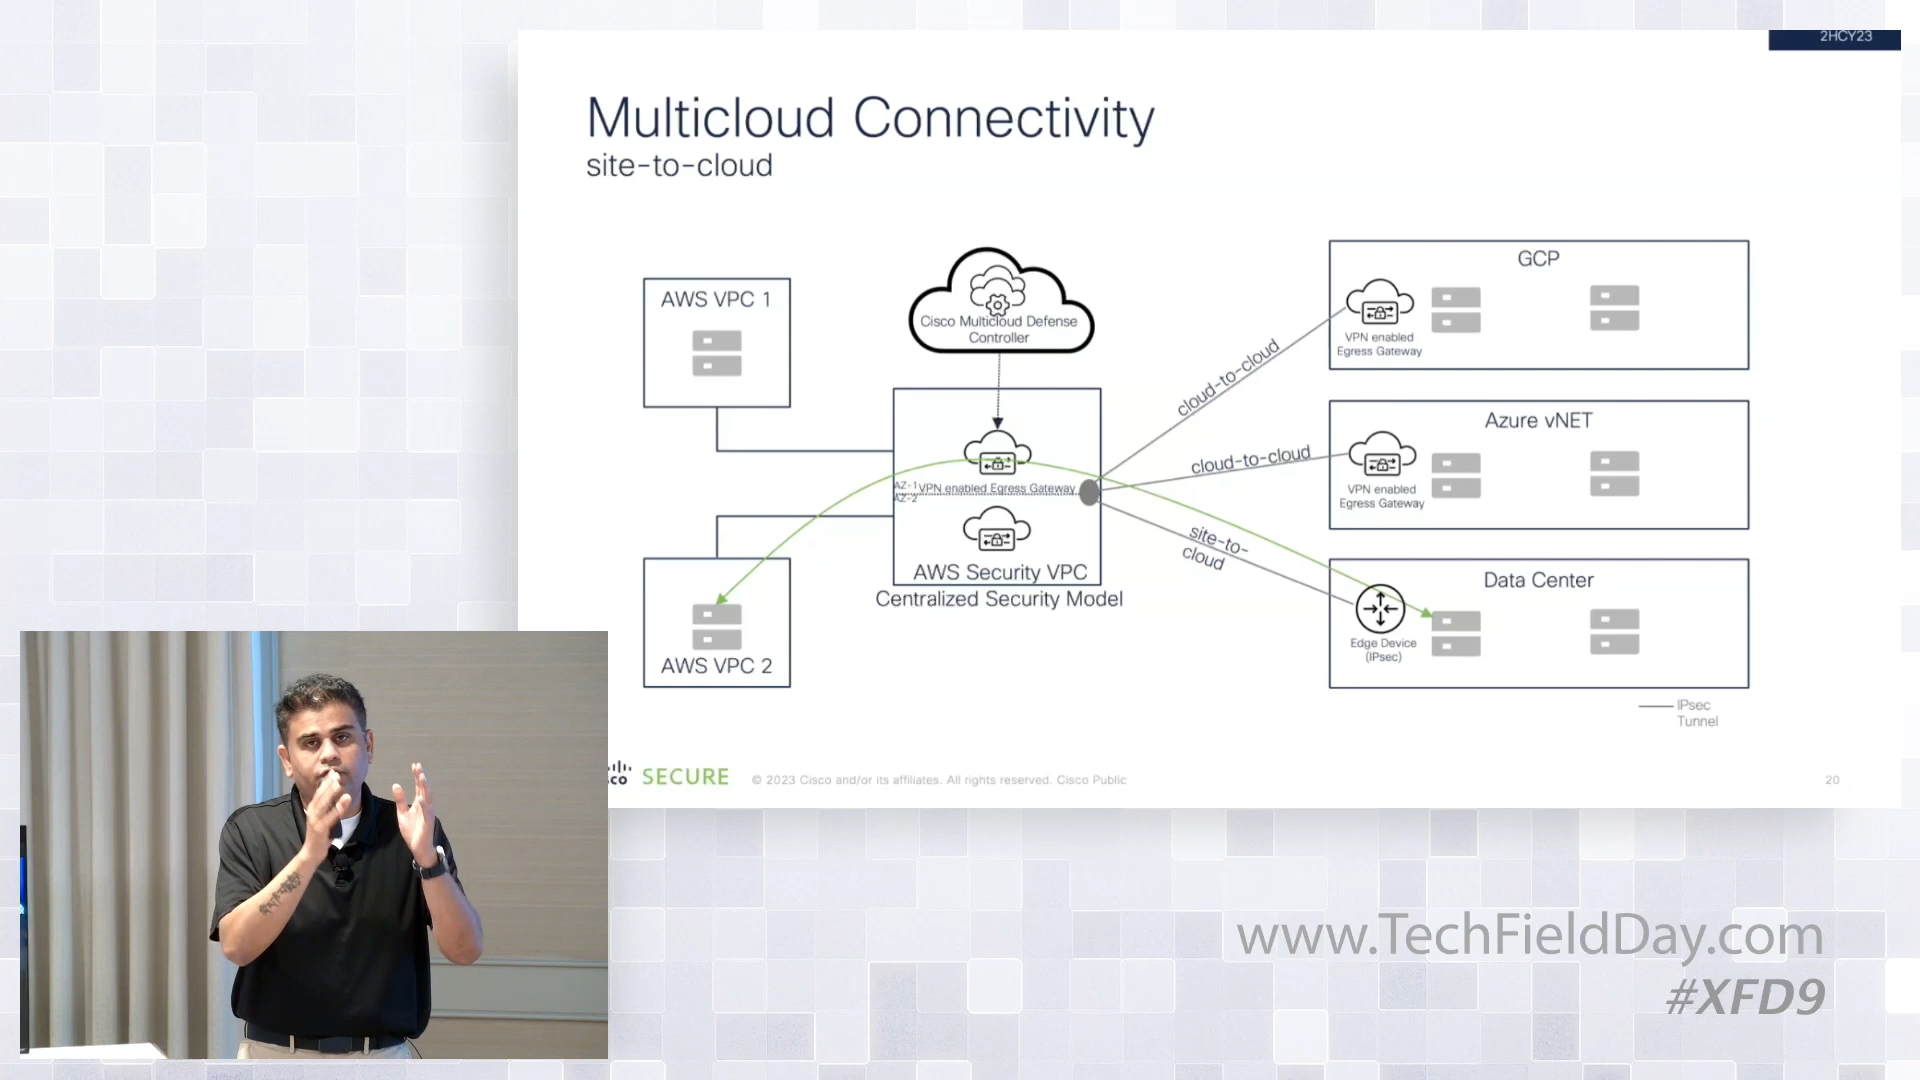 2HCY23
Multicloud Connectivity
site-to-cloud
AWS VPC 1
Cisco Multicloud Defense
Controller
GCP
VPN enabled
Egress Gateway
cloud-to-cloud
Azure vNET
cloud-to-cloud
VPN enabled
Egress Gateway
AZ-1
VPN enabled Egress Gateway
AZ-2
site-to-
cloud
AWS Security VPC
Centralized Security Model
Data Center
Edge Device
(IPsec)
AWS VPC 2
IPsec
Tunnel
co SECURE
© 2023 Cisco and/or its affiliates. All rights reserved. Cisco Public
20
www.TechFieldDay.com
#XFD9